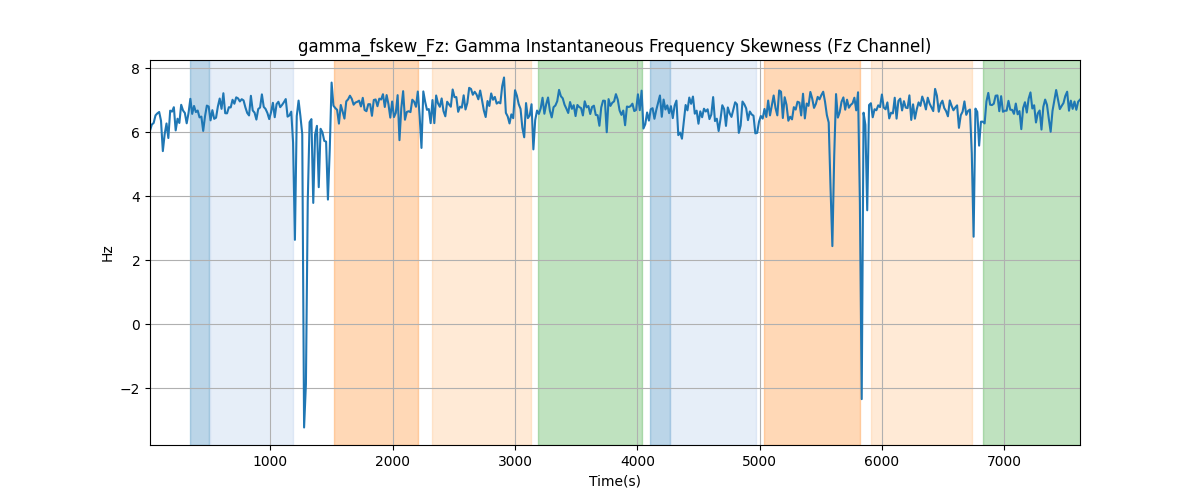 gamma_fskew_Fz: Gamma Instantaneous Frequency Skewness (Fz Channel)
8
6
4
2
0
−2
Hz
1000 2000 3000 4000 5000 6000 7000
Time(s)